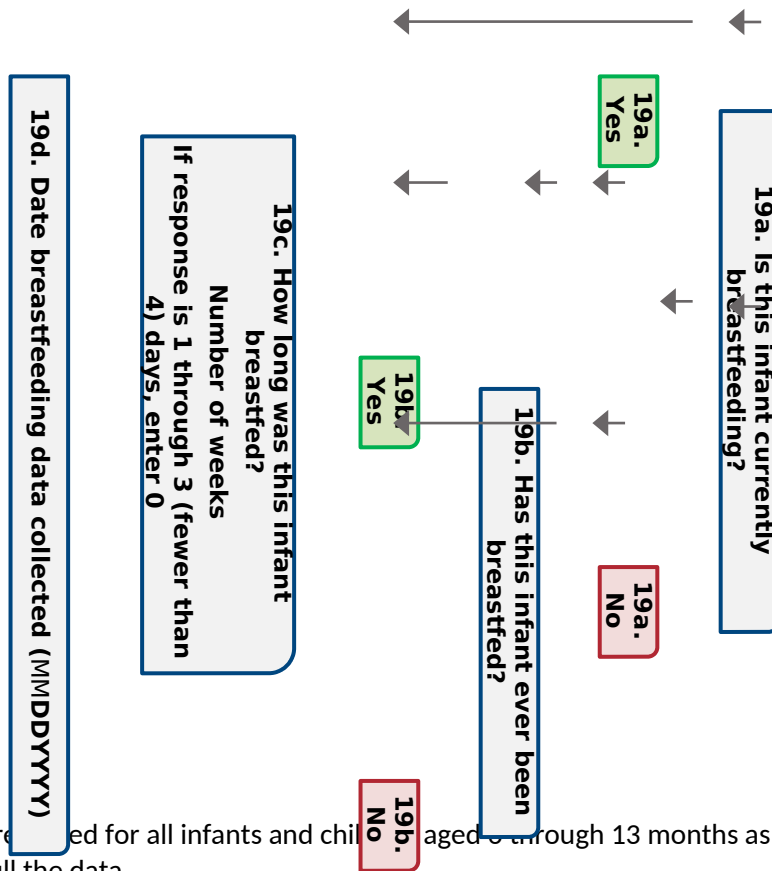 19a. Is this infant currently
breastfeeding?
19a.
Yes
19a.
No
19b. Has this infant ever been
breastfed?
19b.
Yes
19b.
No
19c. How long was this infant
breastfed?
Number of weeks
If response is 1 through 3 (fewer than
4) days, enter 0
19d. Date breastfeeding data collected (MMDDYYYY)
ed for all infants and chil aged through 13 months as
the data